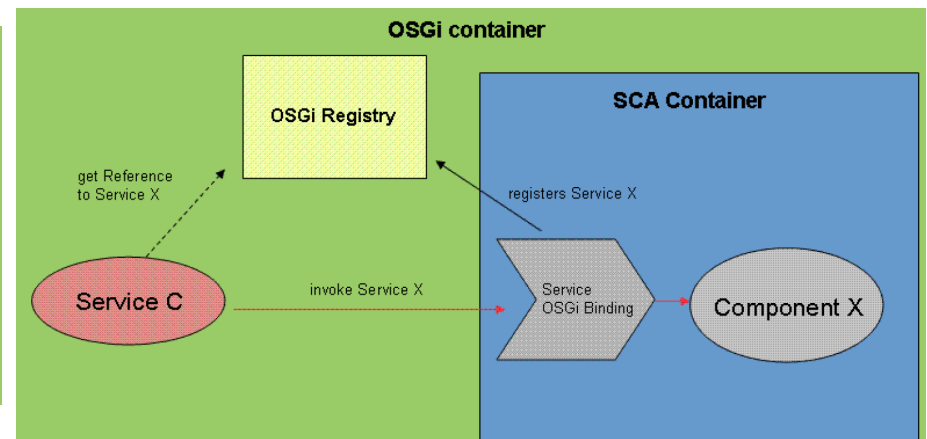 OSGi container
OSGi Registry
SCA Container
get Reference
to Service X
registers Service X
Service C
invoke Service X
Service
OSGi Binding
Component X